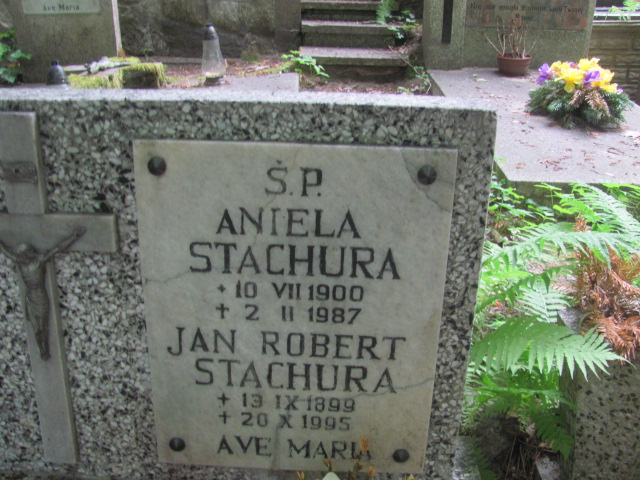 AVE MARIA
Ś.P.
ANIELA
STACHURA
+ 10 VII 1900
+ 2 II 1987
JAN ROBERT
STACHURA
+ 13 IX 1899
+ 20 X 1995
AVE MARIA